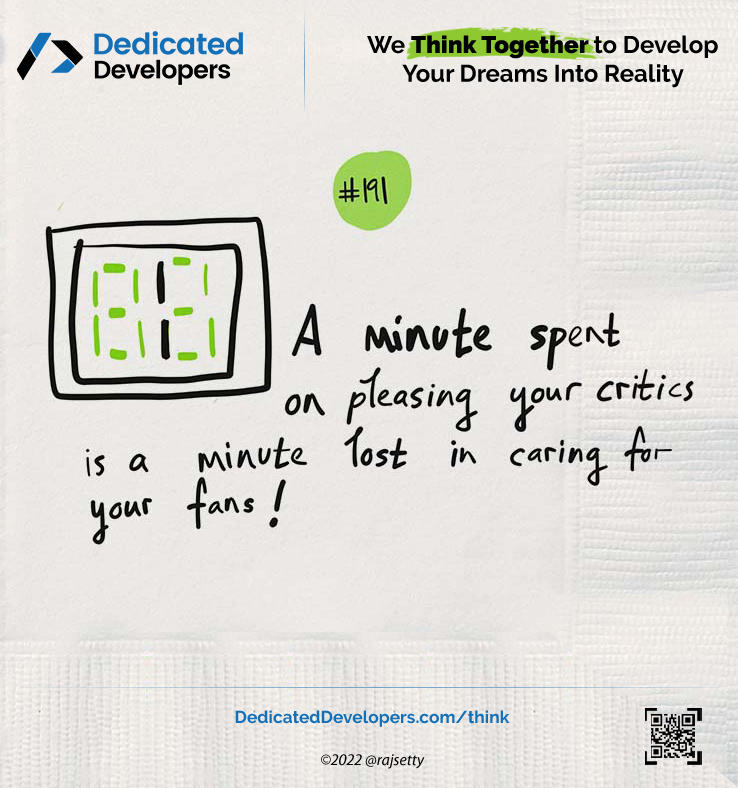 Dedicated
Developers
We Think Together to Develop
Your Dreams Into Reality
#191
A minute spent
on pleasing your critics
is a minute lost in caring for
your fans!
DedicatedDevelopers.com/think
©2022 @rajsetty